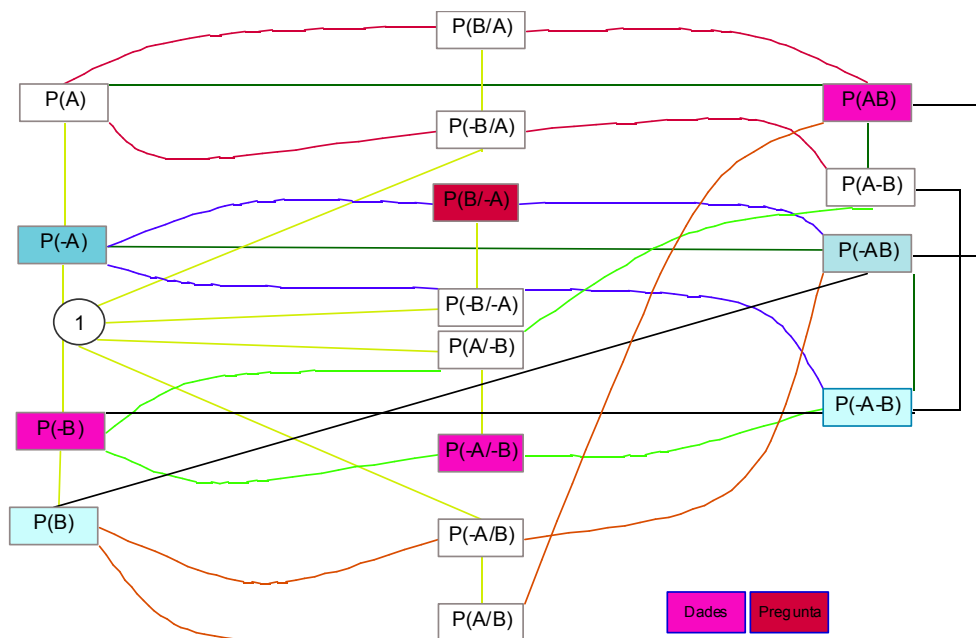 P(B/A)
P(A)
P(AB)
P(-B/A)
P(A-B)
P(B/-A)
P(-A)
P(-AB)
P(-B/-A)
1
P(A/-B)
P(-A-B)
P(-B)
P(-A/-B)
P(B)
P(-A/B)
P(A/B)
Dades
Pregunta